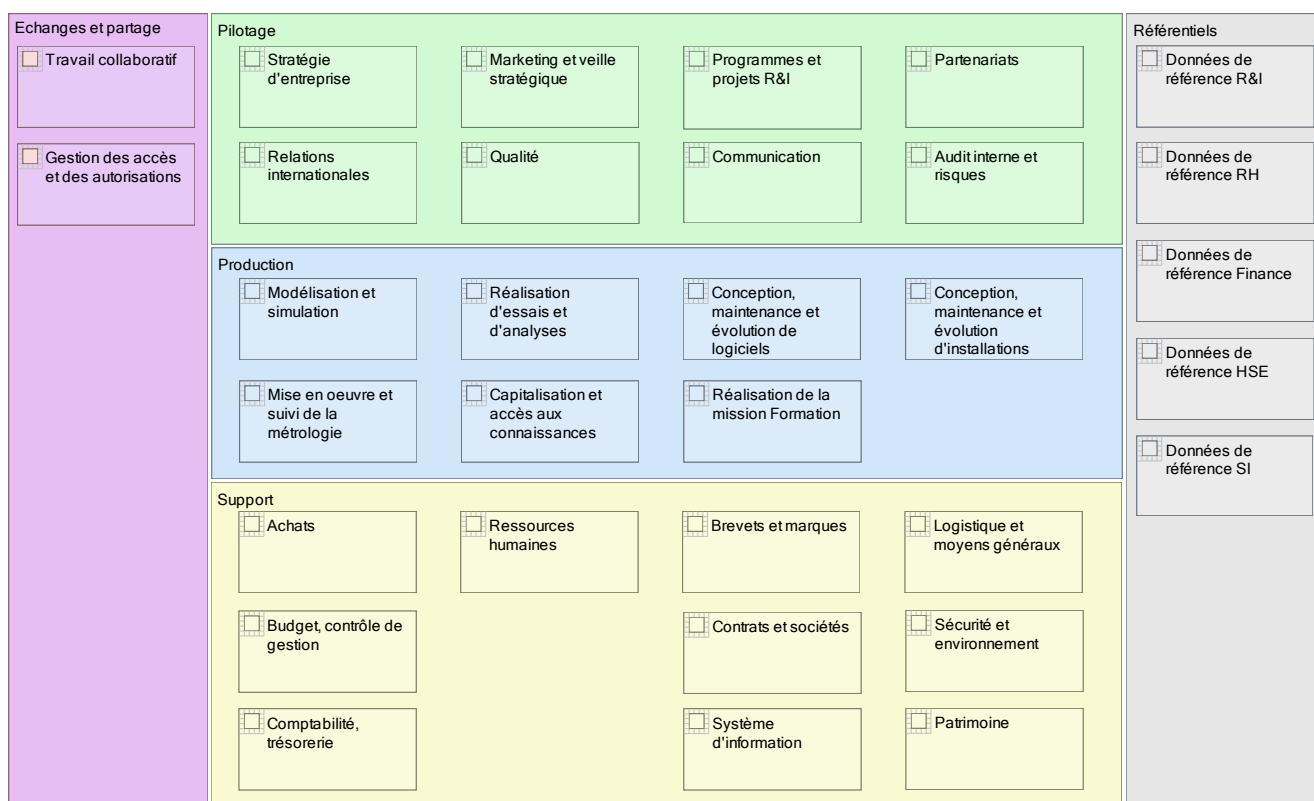 Echanges et partage
Travail collaboratif
Gestion des accès
et des autorisations
Pilotage
Stratégie
d'entreprise
Marketing et veille
stratégique
Programmes et
projets R&I
Partenariats
Relations
internationales
Qualité
Communication
Audit interne et
risques
Production
Modélisation et
simulation
Réalisation
d'essais et
d'analyses
Conception,
maintenance et
évolution de
logiciels
Conception,
maintenance et
évolution
d'installations
Mise en oeuvre et
suivi de la
métrologie
Capitalisation et
accès aux
connaissances
Réalisation de la
mission Formation
Support
Achats
Ressources
humaines
Brevets et marques
Logistique et
moyens généraux
Budget, contrôle de
gestion
Contrats et sociétés
Sécurité et
environnement
Comptabilité,
trésorerie
Système
d'information
Patrimoine
Référentiels
Données de
référence R&I
Données de
référence RH
Données de
référence Finance
Données de
référence HSE
Données de
référence SI